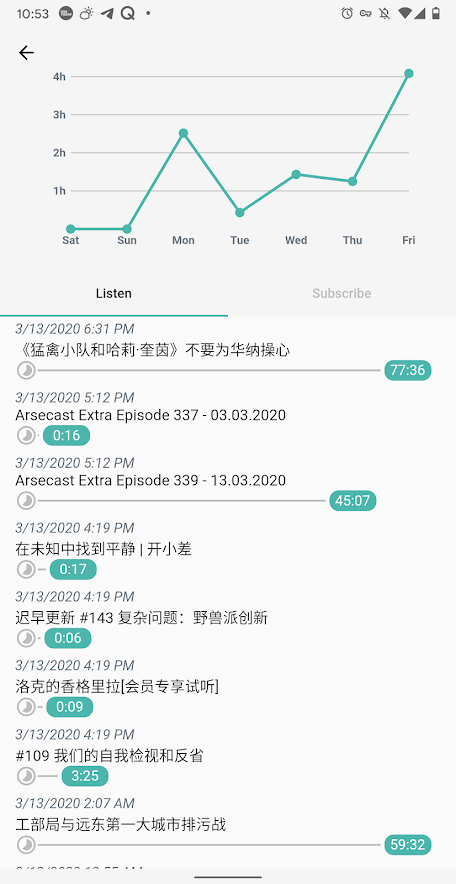 10:53
4h
3h
2h
1h
Sat Sun Mon Tue Wed Thu Fri
Listen Subscribe
3/13/2020 6:31 PM
《猛禽小队和哈莉·奎茵》不要为华纳操心
77:36
3/13/2020 5:12 PM
Arsecast Extra Episode 337 - 03.03.2020
0:16
3/13/2020 5:12 PM
Arsecast Extra Episode 339 - 13.03.2020
45:07
3/13/2020 4:19 PM
在未知中找到平静 | 开小差
0:17
3/13/2020 4:19 PM
迟早更新 #143 复杂问题：野兽派创新
0:06
3/13/2020 4:19 PM
洛克的香格里拉[会员专享试听]
0:09
3/13/2020 4:19 PM
#109 我们的自我检视和反省
3:25
3/13/2020 2:07 AM
工部局与远东第一大城市排污战
59:32